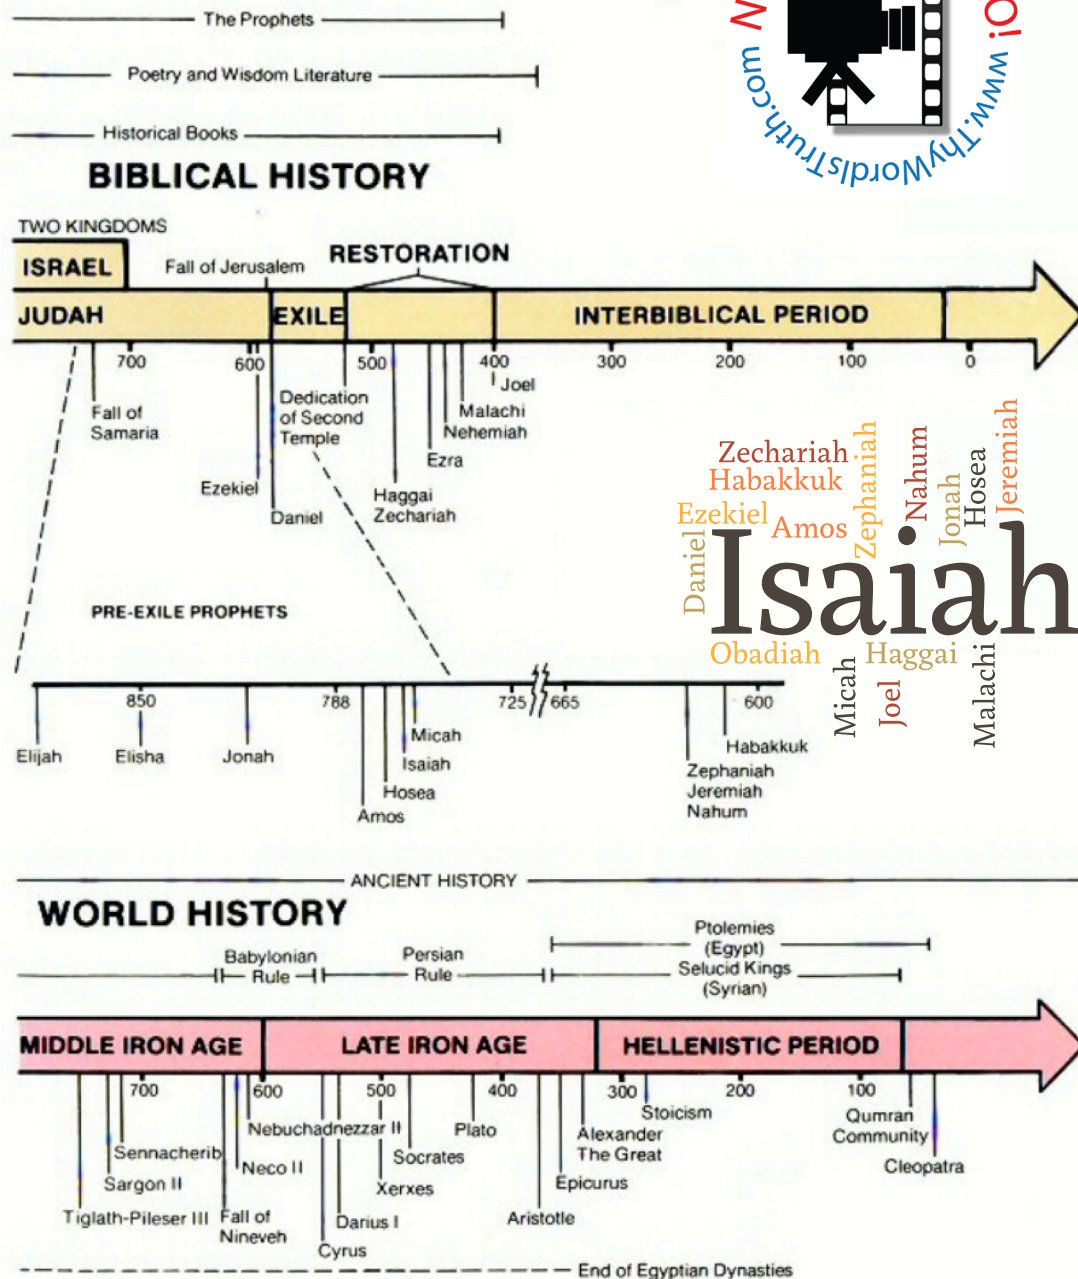 The Prophets
Poetry and Wisdom Literature
Historical Books
www.ThyWordIsTruth.com
BIBLICAL HISTORY
TWO KINGDOMS
ISRAEL
Fall of Jerusalem
RESTORATION
JUDAH
EXILE
INTERBIBLICAL PERIOD
700 600 500 400 300 200 100 0
Fall of
Samaria
Ezekiel
Daniel
Dedication
of Second
Temple
Haggai
Zechariah
Ezra
Nehemiah
Malachi
Joel
Zechariah
Habakkuk
Ezekiel
Amos
Daniel
Zephaniah
Nahum
Jonah
Hosea
Jeremiah
Isaiah
Obadiah
Haggai
Micah
Joel
Malachi
PRE-EXILE PROPHETS
850 788 725 665 600
Elijah
Elisha
Jonah
Amos
Hosea
Isaiah
Micah
Habakkuk
Zephaniah
Jeremiah
Nahum
ANCIENT HISTORY
WORLD HISTORY
Babylonian
Rule
Persian
Rule
Ptolemies
(Egypt)
Selucid Kings
(Syrian)
MIDDLE IRON AGE
LATE IRON AGE
HELLENISTIC PERIOD
700 600 500 400 300 200 100
Tiglath-Pileser III
Sargon II
Sennacherib
Fall of
Nineveh
Neco II
Nebuchadnezzar II
Cyrus
Darius I
Xerxes
Socrates
Plato
Aristotle
Epicurus
Alexander
The Great
Stoicism
Qumran
Community
Cleopatra
End of Egyptian Dynasties